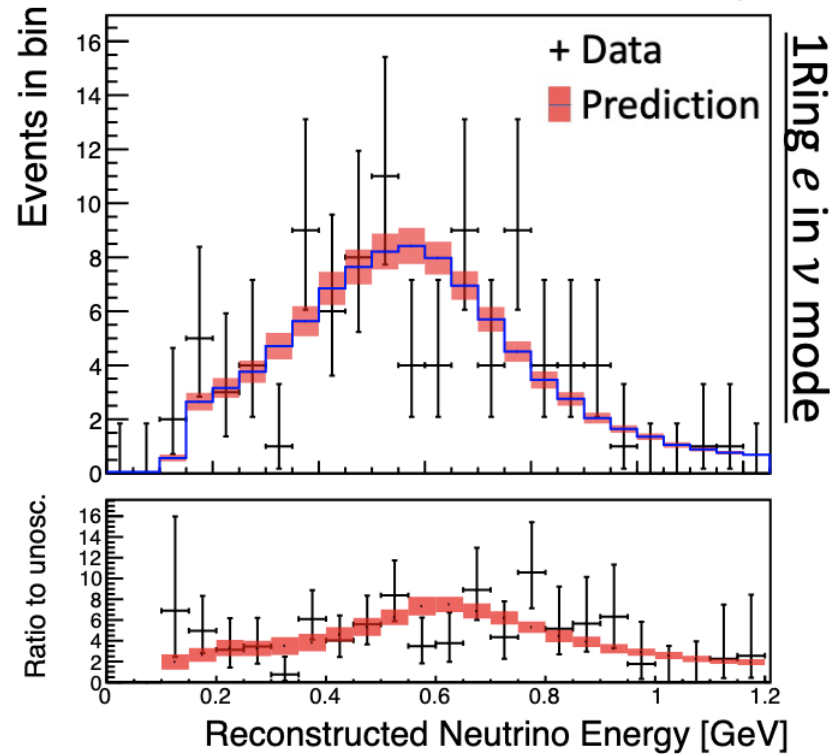 Events in bin
16
14
12
10
8
6
4
2
0
+ Data
Prediction
1Ring e in ν mode
Ratio to unosc.
16
14
12
10
8
6
4
2
0
0 0.2 0.4 0.6 0.8 1 1.2
Reconstructed Neutrino Energy [GeV]